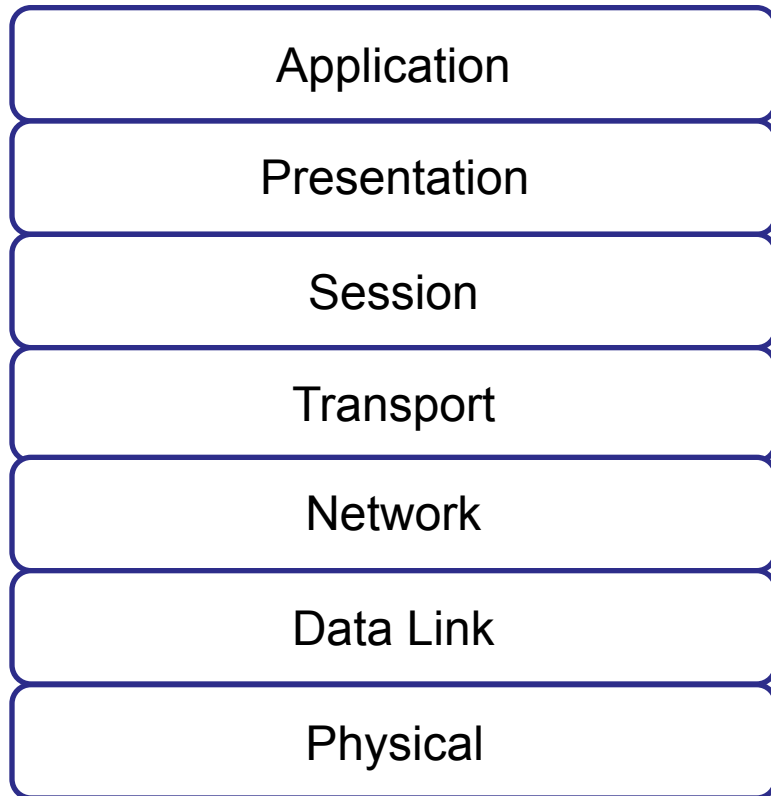 Application
Presentation
Session
Transport
Network
Data Link
Physical